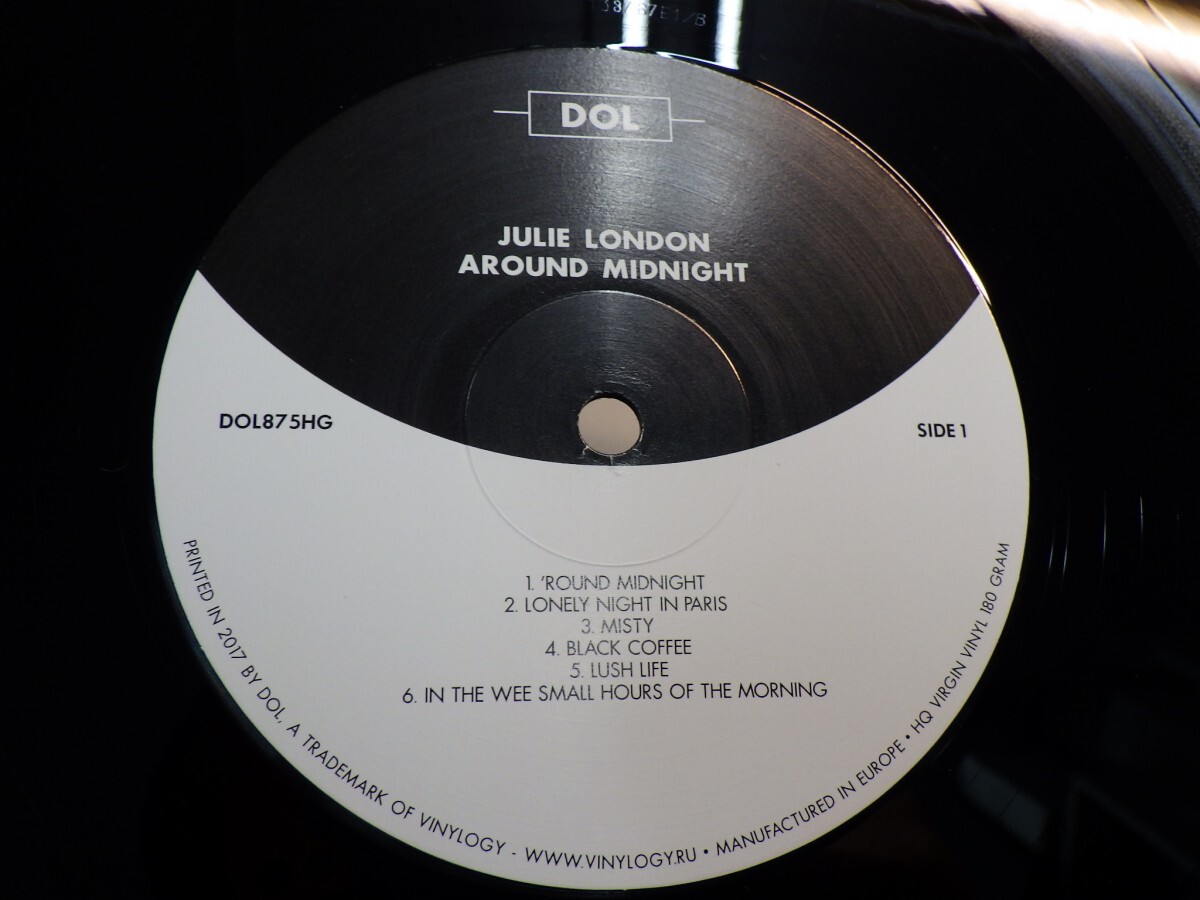 DOL
JULIE LONDON
AROUND MIDNIGHT
DOL875HG
SIDE 1
1. 'ROUND MIDNIGHT
2. LONELY NIGHT IN PARIS
3. MISTY
4. BLACK COFFEE
5. LUSH LIFE
6. IN THE WEE SMALL HOURS OF THE MORNING
PRINTED IN 2017 BY DOL, A TRADEMARK OF VINYLOGY - WWW.VINYLOGY.RU • MANUFACTURED IN EUROPE • HQ VIRGIN VINYL 180 GRAM